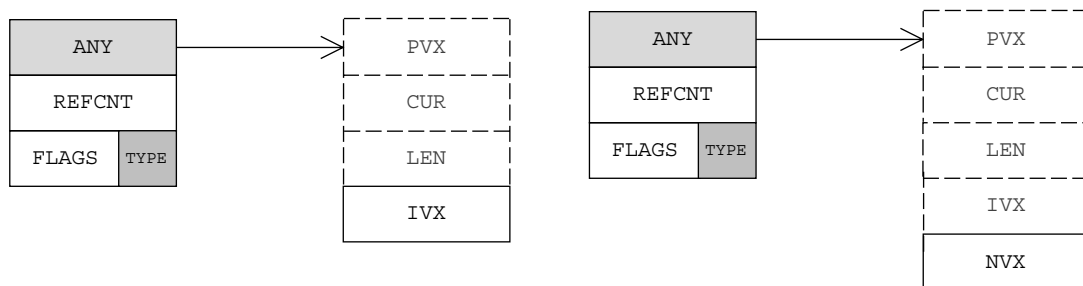 ANY
REFCNT
FLAGS TYPE
PVX
CUR
LEN
IVX
ANY
REFCNT
FLAGS TYPE
PVX
CUR
LEN
IVX
NVX